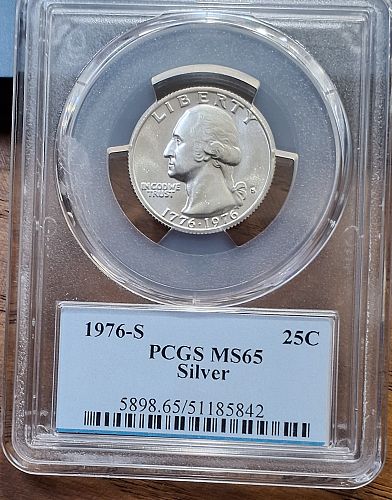 LIBERTY
IN GOD WE
TRUST
S
1776·1976
1976-S 25C
PCGS MS65
Silver
5898.65/51185842